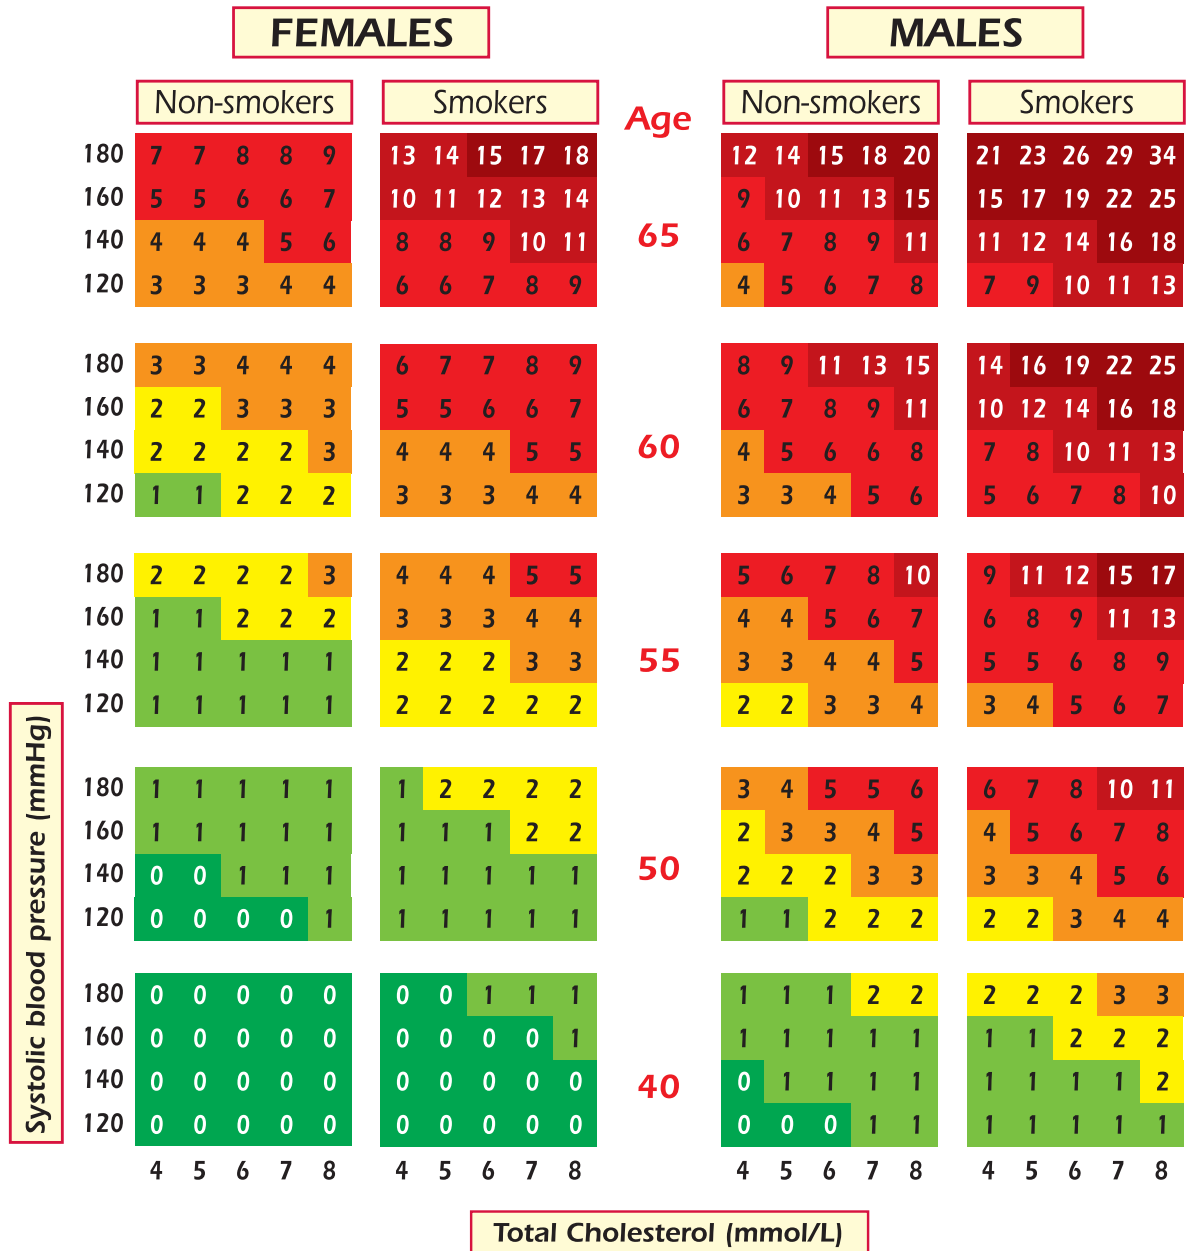 FEMALES MALES
Non-smokers Smokers Age Non-smokers Smokers
180 7 7 8 8 9 13 14 15 17 18 12 14 15 18 20 21 23 26 29 34
160 5 5 6 6 7 10 11 12 13 14 9 10 11 13 15 15 17 19 22 25
65
140 4 4 4 5 6 8 8 9 10 11 6 7 8 9 11 11 12 14 16 18
120 3 3 3 4 4 6 6 7 8 9 4 5 6 7 8 7 9 10 11 13
180 3 3 4 4 4 6 7 7 8 9 8 9 11 13 15 14 16 19 22 25
160 2 2 3 3 3 5 5 6 6 7 6 7 8 9 11 10 12 14 16 18
60
140 2 2 2 2 3 4 4 4 5 5 4 5 6 6 8 7 8 10 11 13
120 1 1 2 2 2 3 3 3 4 4 3 3 4 5 6 5 6 7 8 10
180 2 2 2 2 3 4 4 4 5 5 5 6 7 8 10 9 11 12 15 17
160 1 1 2 2 2 3 3 3 4 4 4 4 5 6 7 6 8 9 11 13
55
140 1 1 1 1 1 2 2 2 3 3 3 3 4 4 5 5 5 6 8 9
120 1 1 1 1 1 2 2 2 2 2 2 2 3 3 4 3 4 5 6 7
180 1 1 1 1 1 1 2 2 2 2 3 4 5 5 6 6 7 8 10 11
160 1 1 1 1 1 1 1 1 2 2 2 3 3 4 5 4 5 6 7 8
50
140 0 0 1 1 1 1 1 1 1 1 2 2 2 3 3 3 3 4 5 6
120 0 0 0 0 1 1 1 1 1 1 1 1 2 2 2 2 2 3 4 4
180 0 0 0 0 0 0 0 1 1 1 1 1 1 2 2 2 2 2 3 3
160 0 0 0 0 0 0 0 0 0 1 1 1 1 1 1 1 1 2 2 2
40
140 0 0 0 0 0 0 0 0 0 0 0 1 1 1 1 1 1 1 1 2
120 0 0 0 0 0 0 0 0 0 0 0 0 0 1 1 1 1 1 1 1
4 5 6 7 8 4 5 6 7 8 4 5 6 7 8 4 5 6 7 8
Systolic blood pressure (mmHg)
Total Cholesterol (mmol/L)